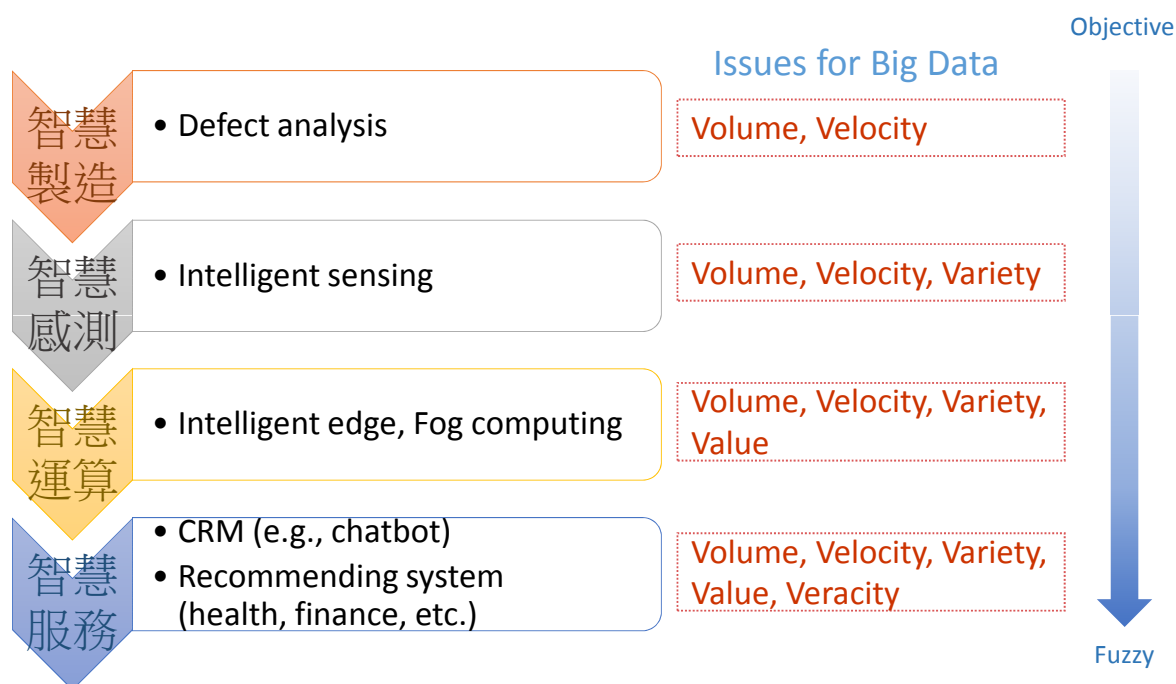 Objective
Issues for Big Data
智慧
製造
• Defect analysis
Volume, Velocity
智慧
感測
• Intelligent sensing
Volume, Velocity, Variety
智慧
運算
• Intelligent edge, Fog computing
Volume, Velocity, Variety,
Value
智慧
服務
• CRM (e.g., chatbot)
• Recommending system
(health, finance, etc.)
Volume, Velocity, Variety,
Value, Veracity
Fuzzy